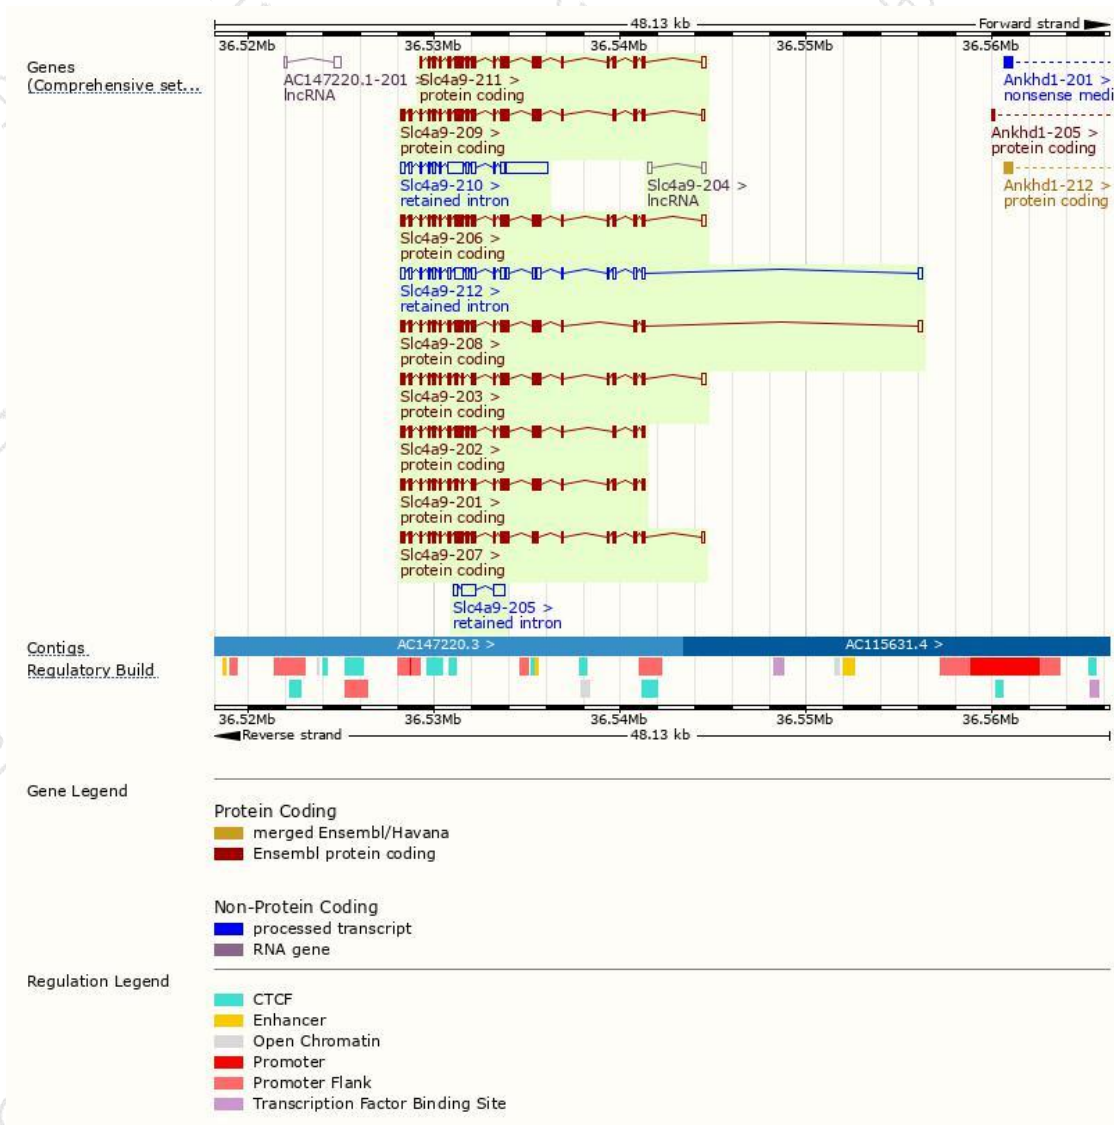 48.13 kb Forward strand
36.52Mb 36.53Mb 36.54Mb 36.55Mb 36.56Mb
Genes
(Comprehensive set...
AC147220.1-201 > Slc4a9-211 > Ankhd1-201 >
lncRNA protein coding nonsense medi
Slc4a9-209 > Ankhd1-205 >
protein coding protein coding
Slc4a9-210 > Slc4a9-204 > Ankhd1-212 >
retained intron lncRNA protein coding
Slc4a9-206 >
protein coding
Slc4a9-212 >
retained intron
Slc4a9-208 >
protein coding
Slc4a9-203 >
protein coding
Slc4a9-202 >
protein coding
Slc4a9-201 >
protein coding
Slc4a9-207 >
protein coding
Slc4a9-205 >
retained intron
Contigs AC147220.3 > AC115631.4 >
Regulatory Build
36.52Mb 36.53Mb 36.54Mb 36.55Mb 36.56Mb
Reverse strand 48.13 kb
Gene Legend
Protein Coding
merged Ensembl/Havana
Ensembl protein coding
Non-Protein Coding
processed transcript
RNA gene
Regulation Legend
CTCF
Enhancer
Open Chromatin
Promoter
Promoter Flank
Transcription Factor Binding Site